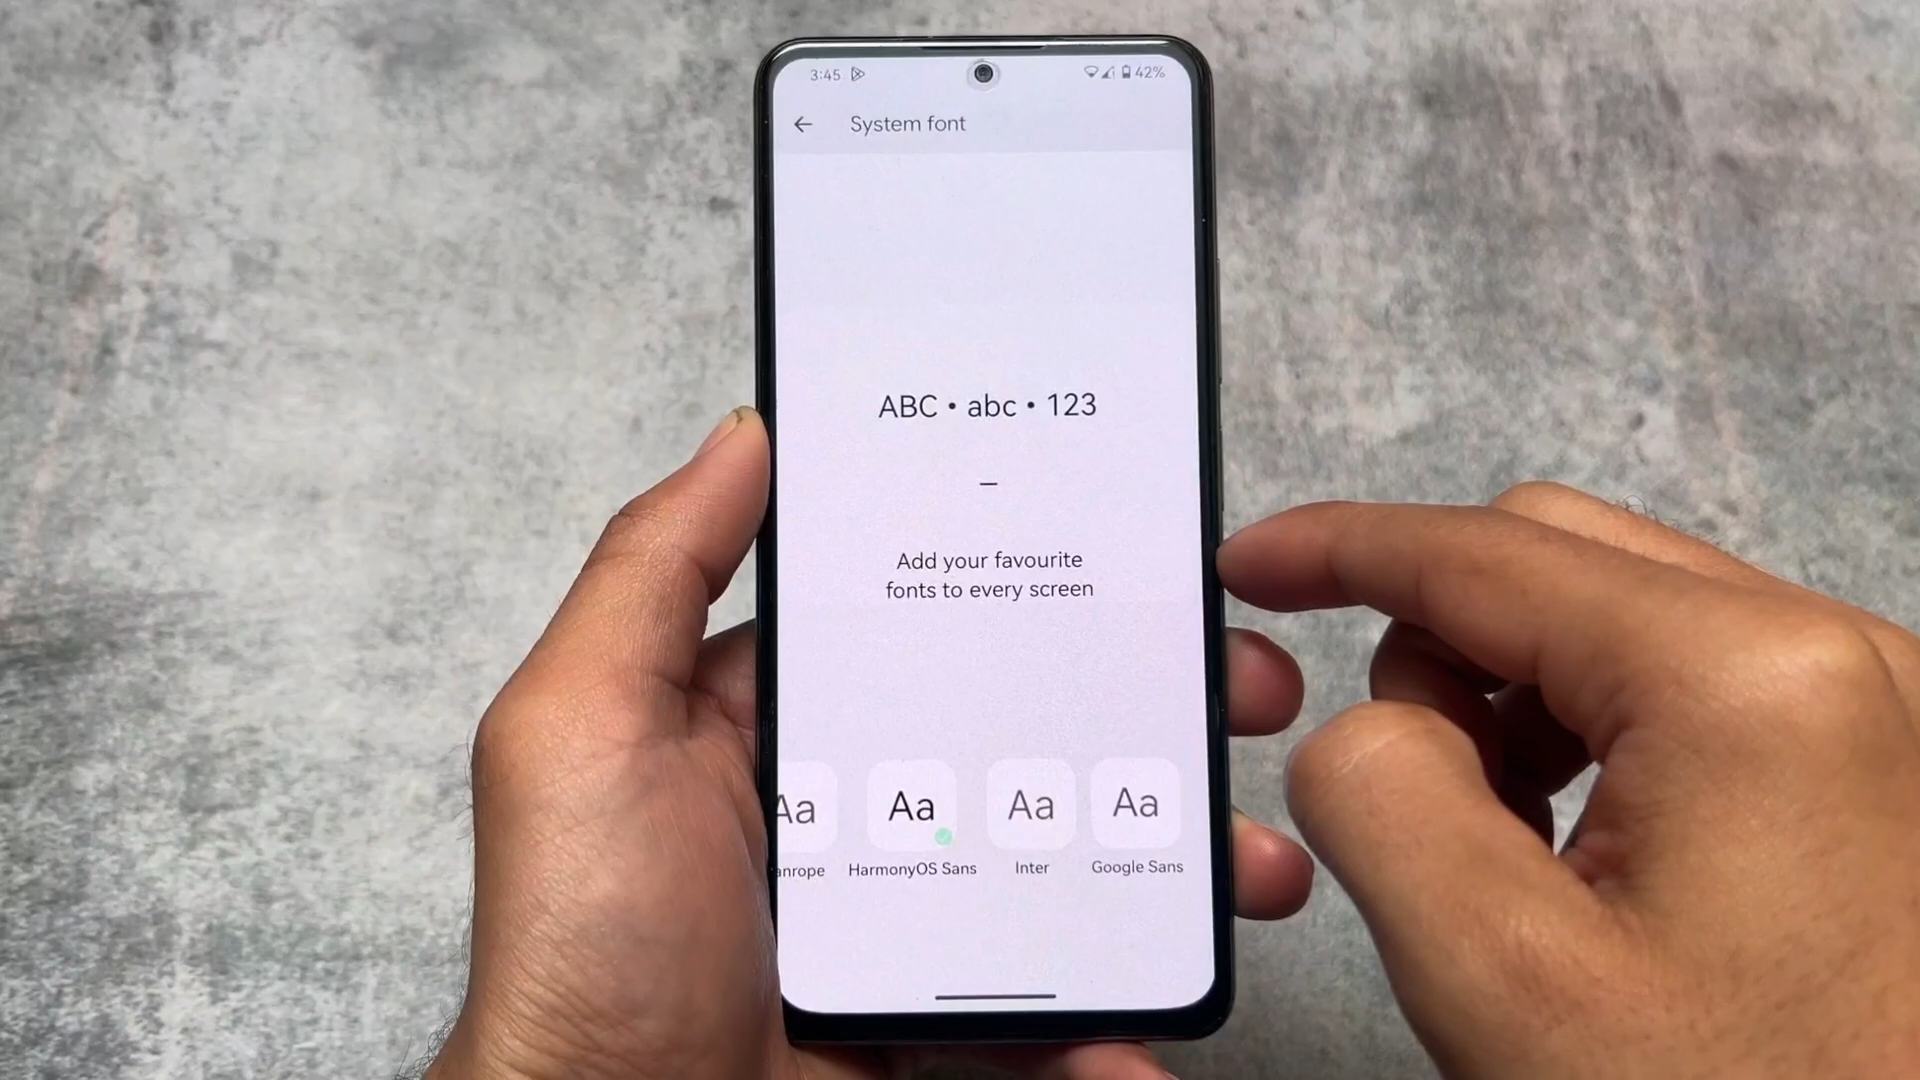 3:45 42%
System font
ABC • abc • 123
–
Add your favourite
fonts to every screen
Aa Aa Aa Aa
anrope HarmonyOS Sans Inter Google Sans